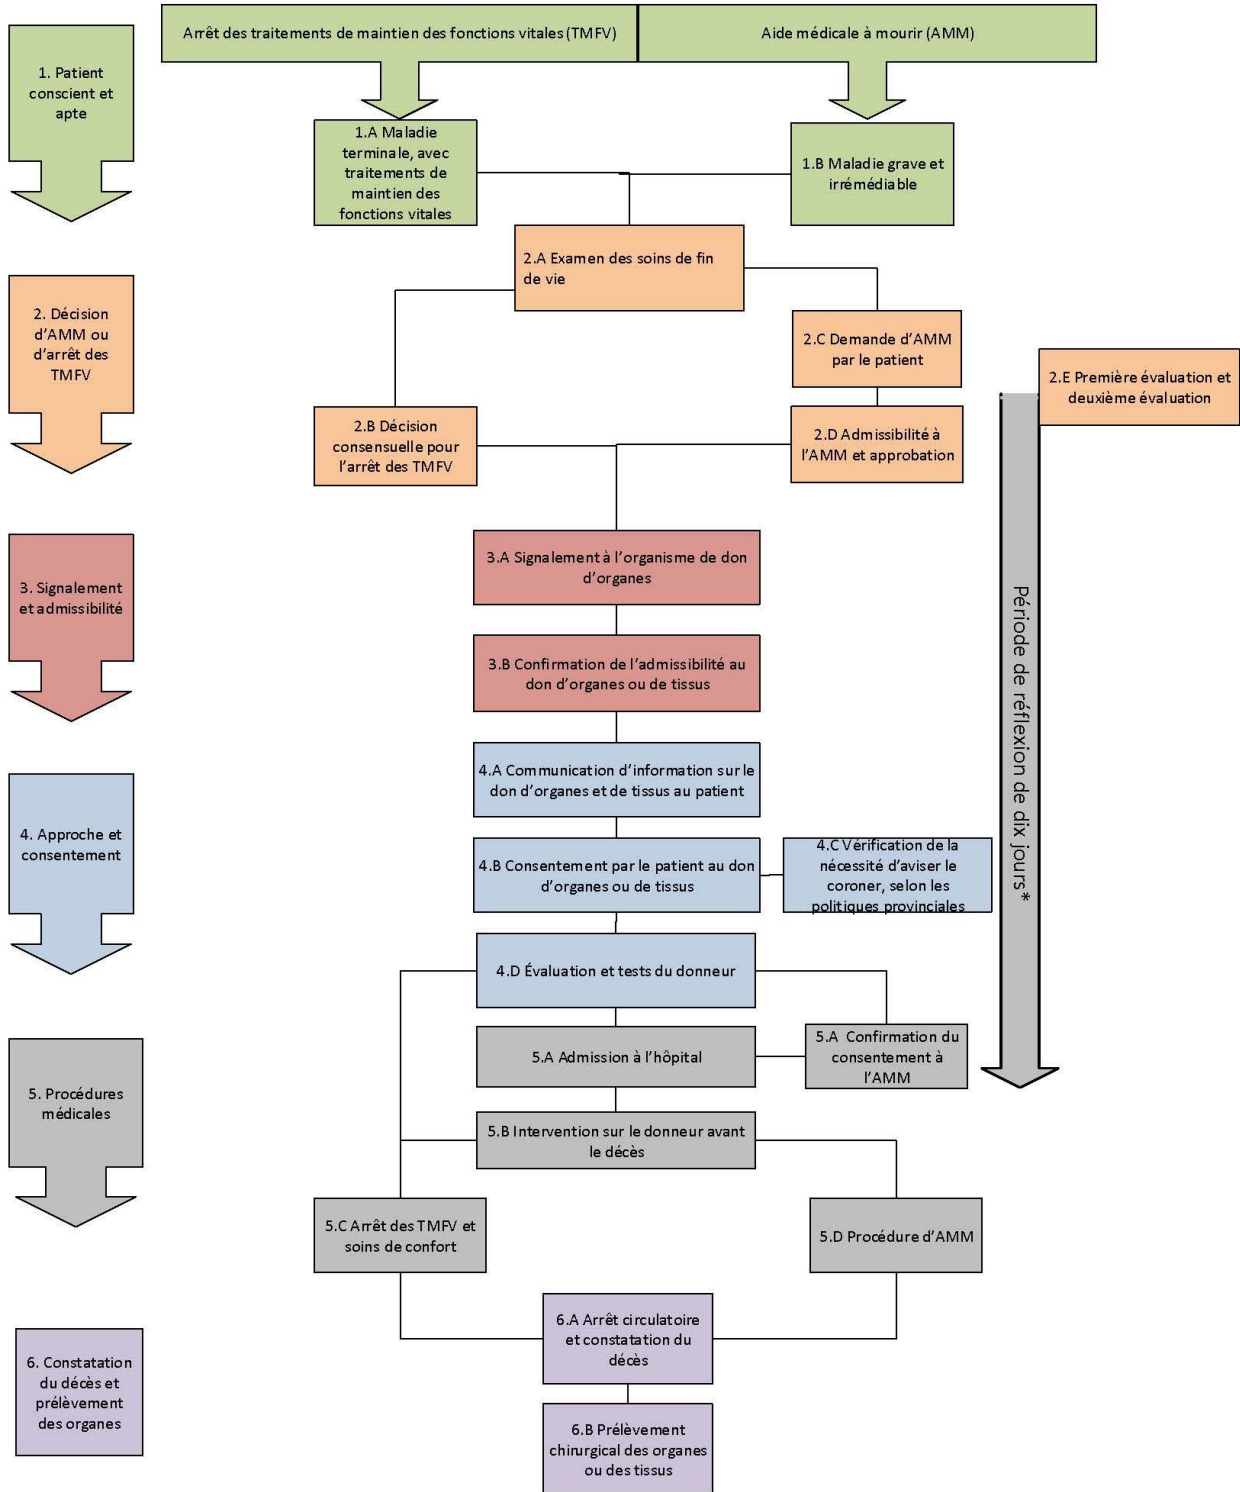 Arrêt des traitements de maintien des fonctions vitales (TMFV)
Aide médicale à mourir (AMM)
1. Patient
conscient et
apte
1.A Maladie
terminale, avec
traitements de
maintien des
fonctions vitales
1.B Maladie grave et
irrémédiable
2.A Examen des soins de fin
de vie
2. Décision
d'AMM ou
d'arrêt des
TMFV
2.C Demande d'AMM
par le patient
2.E Première évaluation et
deuxième évaluation
2.B Décision
consensuelle pour
l'arrêt des TMFV
2.D Admissibilité à
l'AMM et approbation
3. Signalement
et admissibilité
3.A Signalement à l'organisme de don
d'organes
3.B Confirmation de l'admissibilité au
don d'organes ou de tissus
Période de réflexion de dix jours*
4. Approche et
consentement
4.A Communication d'information sur le
don d'organes et de tissus au patient
4.B Consentement par le patient au don
d'organes ou de tissus
4.C Vérification de la
nécessité d'aviser le
coroner, selon les
politiques provinciales
4.D Évaluation et tests du donneur
5. Procédures
médicales
5.A Admission à l'hôpital
5.A Confirmation du
consentement à
l'AMM
5.B Intervention sur le donneur avant
le décès
5.C Arrêt des TMFV et
soins de confort
5.D Procédure d'AMM
6. Constatation
du décès et
prélèvement
des organes
6.A Arrêt circulatoire
et constatation du
décès
6.B Prélèvement
chirurgical des organes
ou des tissus